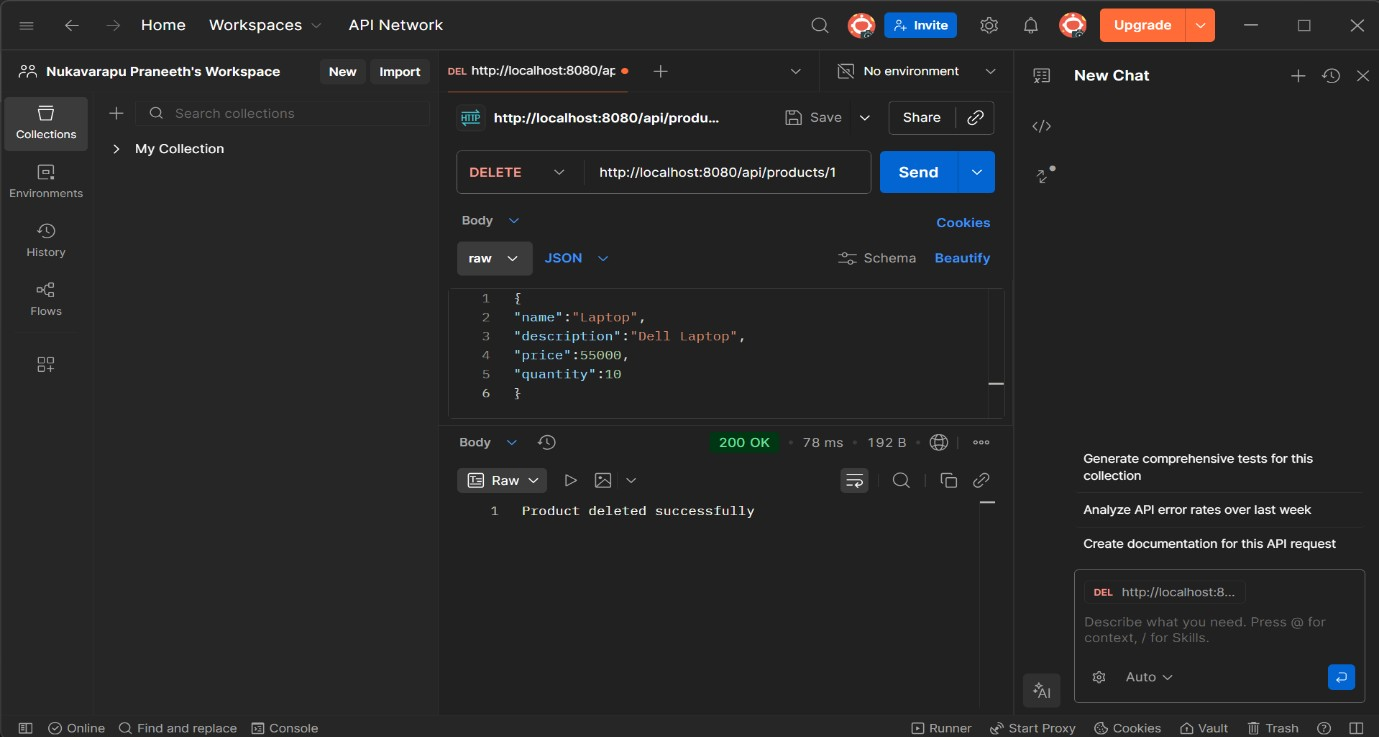 Home Workspaces API Network Invite Upgrade
Nukavarapu Praneeth's Workspace New Import
DEL http://localhost:8080/ap
No environment
New Chat
Collections
Search collections
My Collection
Environments
History
Flows
HTTP http://localhost:8080/api/produ... Save Share
DELETE http://localhost:8080/api/products/1 Send
Body Cookies
raw JSON Schema Beautify
1 {
2 "name":"Laptop",
3 "description":"Dell Laptop",
4 "price":55000,
5 "quantity":10
6 }
Body 200 OK • 78 ms • 192 B •
Raw
1 Product deleted successfully
Generate comprehensive tests for this
collection
Analyze API error rates over last week
Create documentation for this API request
DEL http://localhost:8...
Describe what you need. Press @ for
context, / for Skills.
Auto
AI
Online Find and replace Console Runner Start Proxy Cookies Vault Trash